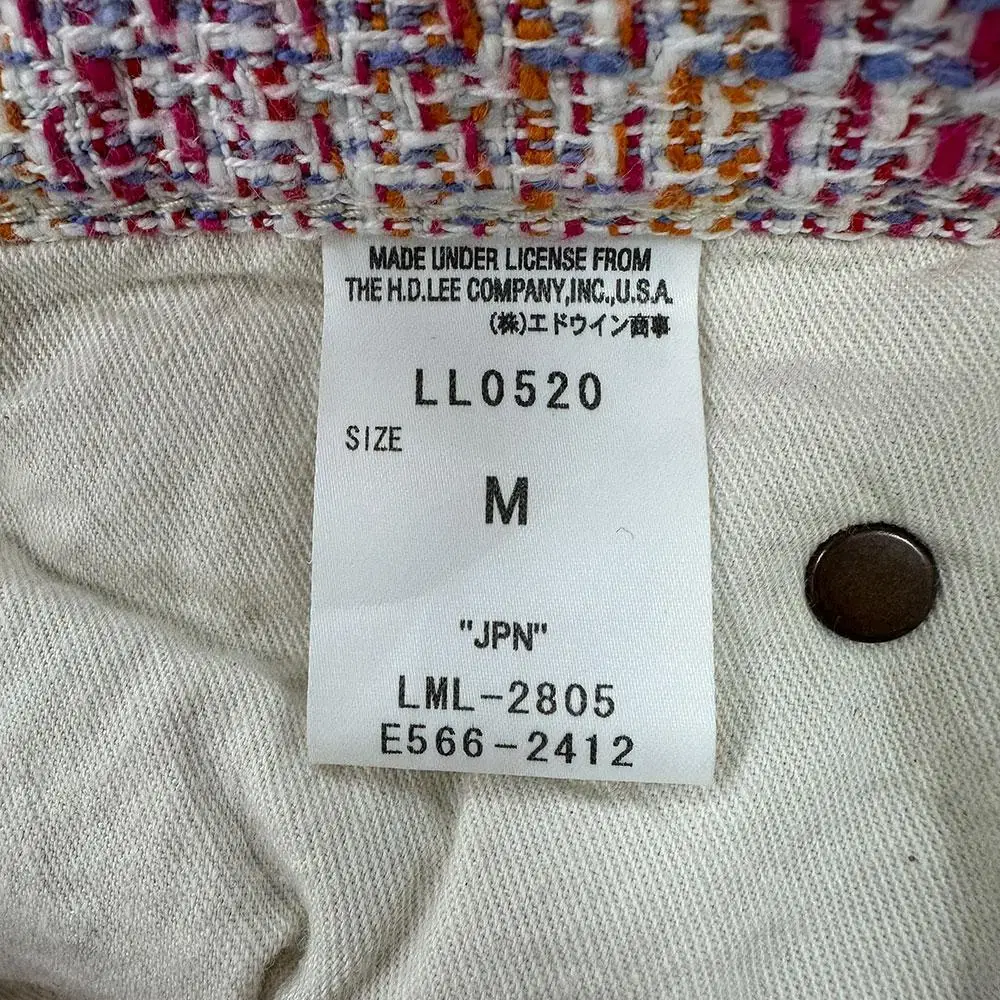 MADE UNDER LICENSE FROM
THE H.D.LEE COMPANY,INC.,U.S.A.
(株)エドウイン商事
LL0520
SIZE
M
"JPN"
LML-2805
E566-2412